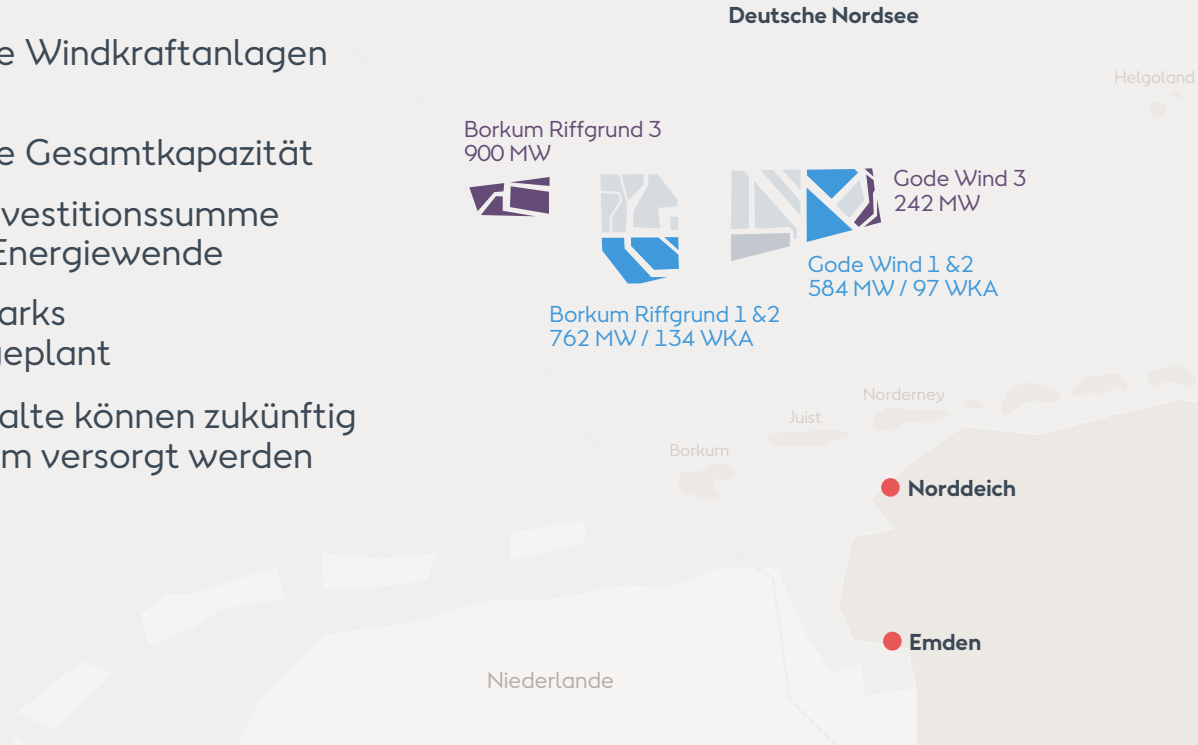 e Windkraftanlagen
e Gesamtkapazität
vestitionssumme
Energiewende
arks
geplant
alte können zukünftig
m versorgt werden
Deutsche Nordsee
Helgoland
Borkum Riffgrund 3
900 MW
Gode Wind 3
242 MW
Gode Wind 1 &2
584 MW / 97 WKA
Borkum Riffgrund 1 &2
762 MW / 134 WKA
Norderney
Juist
Borkum
Norddeich
Emden
Niederlande